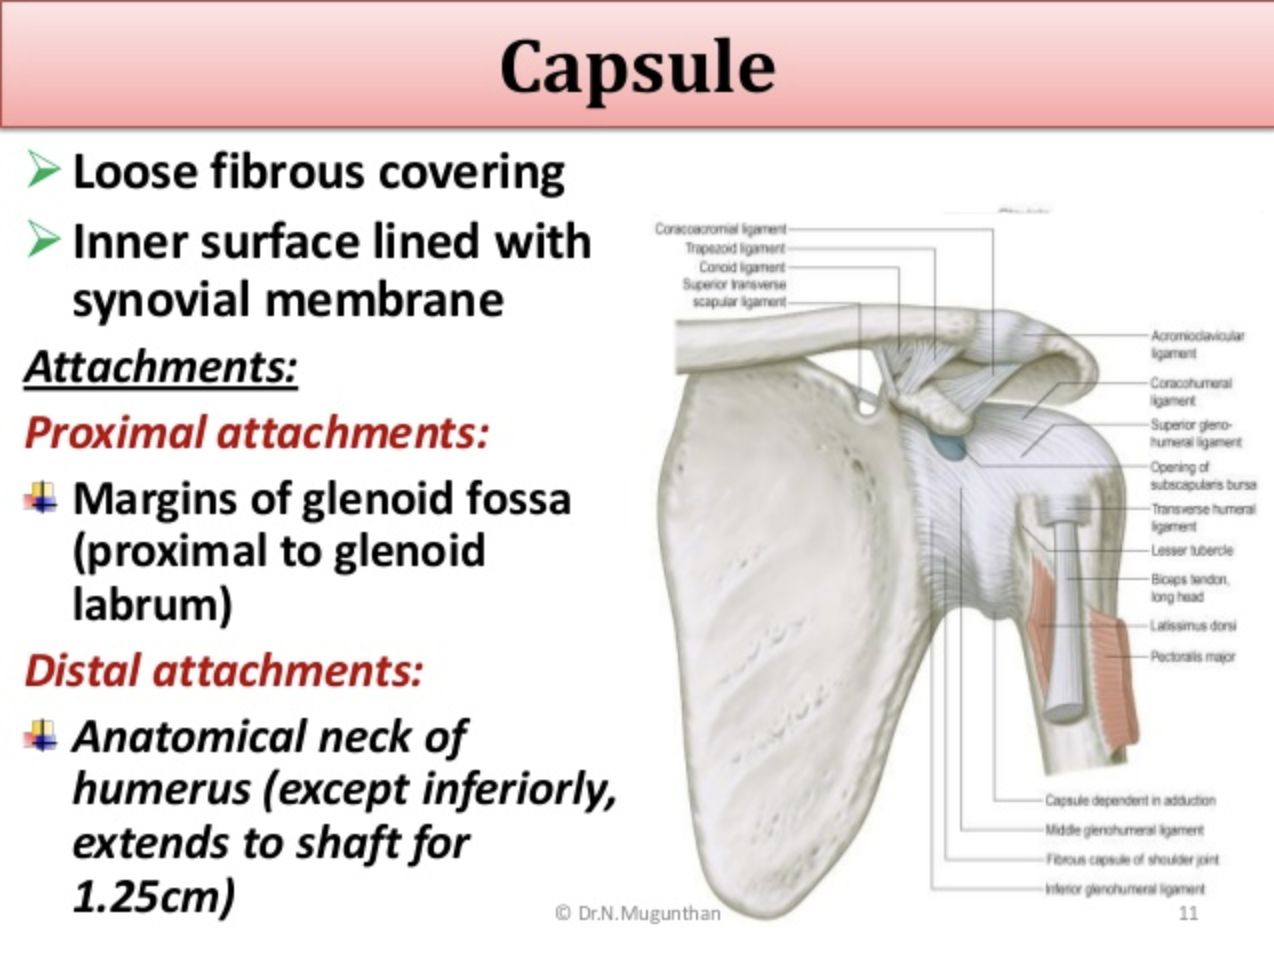 Capsule
Loose fibrous covering
Inner surface lined with
synovial membrane
Attachments:
Proximal attachments:
Margins of glenoid fossa
(proximal to glenoid
labrum)
Distal attachments:
Anatomical neck of
humerus (except inferiorly,
extends to shaft for
1.25cm)
Coracoacromial ligament
Trapezoid ligament
Conoid ligament
Superior transverse
scapular ligament
Acromioclavicular
ligament
Coracohumeral
ligament
Superior gleno-
humeral ligament
Opening of
subscapularis bursa
Transverse humeral
ligament
Lesser tubercle
Biceps tendon,
long head
Latissimus dorsi
Pectoralis major
Capsule dependent in adduction
Middle glenohumeral ligament
Fibrous capsule of shoulder joint
Inferior glenohumeral ligament
© Dr.N.Mugunthan
11